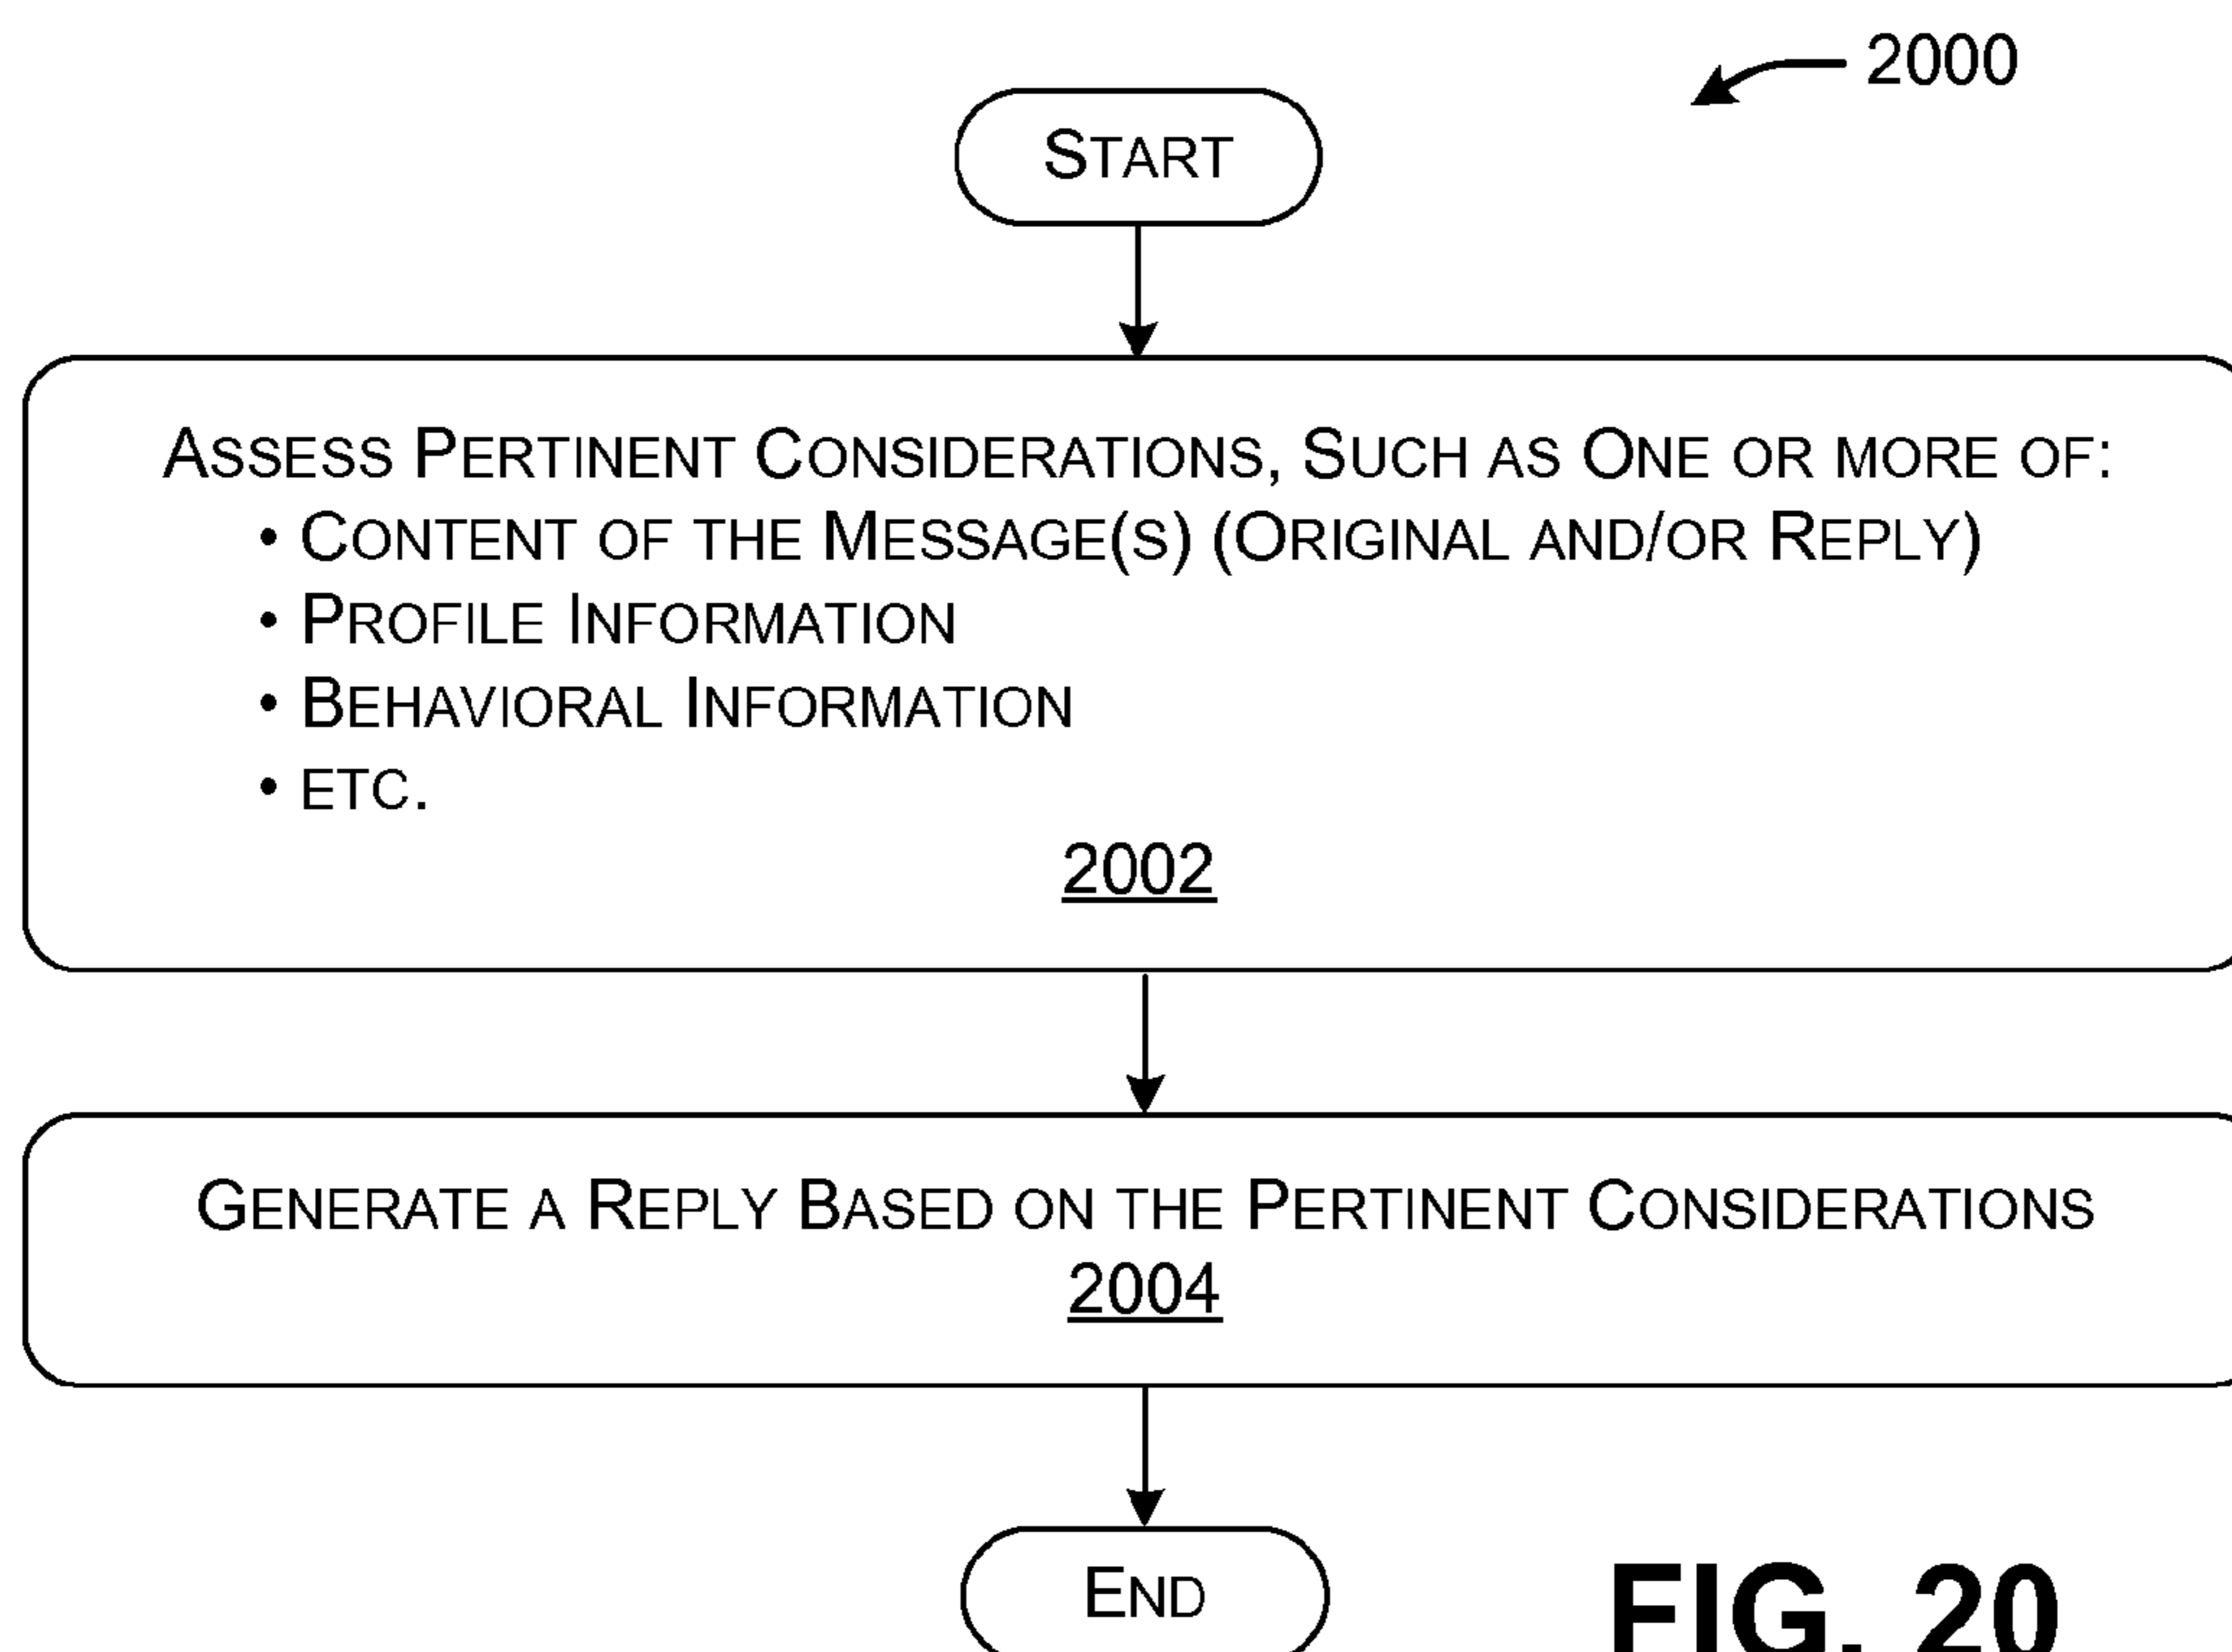 2000
START
ASSESS PERTINENT CONSIDERATIONS, SUCH AS ONE OR MORE OF:
• CONTENT OF THE MESSAGE(S) (ORIGINAL AND/OR REPLY)
• PROFILE INFORMATION
• BEHAVIORAL INFORMATION
• ETC.
2002
GENERATE A REPLY BASED ON THE PERTINENT CONSIDERATIONS
2004
END
FIG. 20